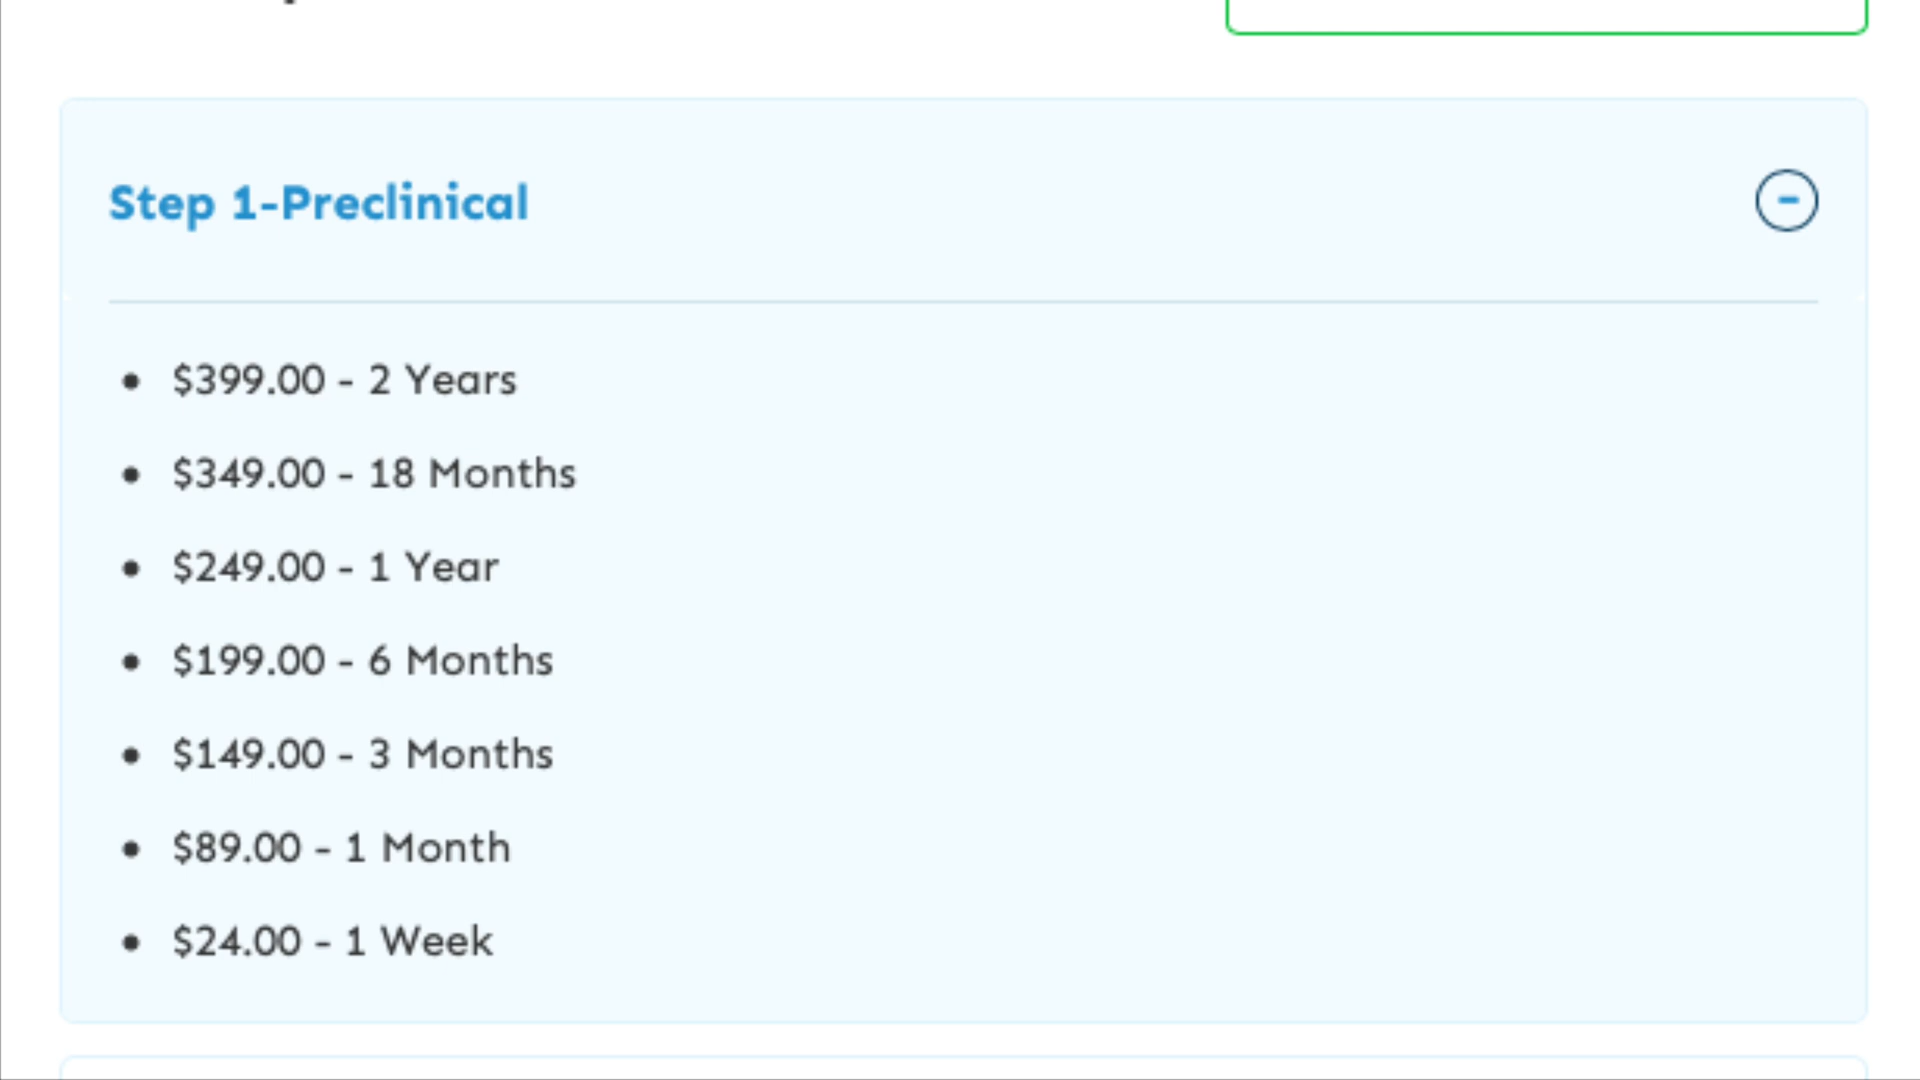 Step 1-Preclinical
$399.00 - 2 Years
$349.00 - 18 Months
$249.00 - 1 Year
$199.00 - 6 Months
$149.00 - 3 Months
$89.00 - 1 Month
$24.00 - 1 Week